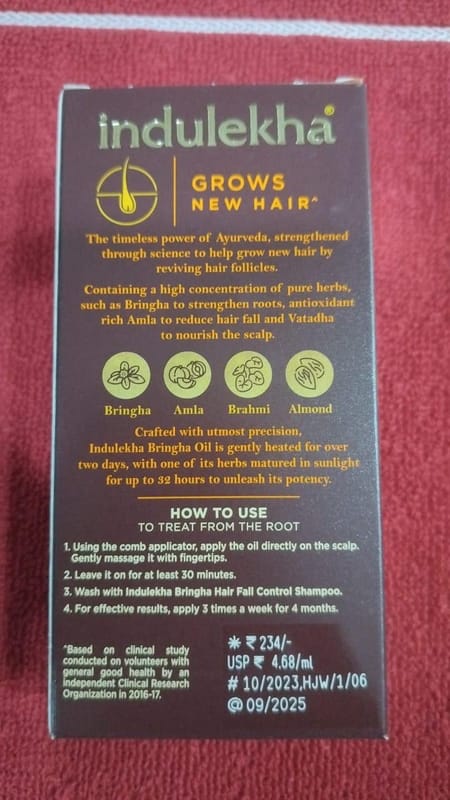 indulekha®
GROWS
NEW HAIR^
The timeless power of Ayurveda, strengthened
through science to help grow new hair by
reviving hair follicles.
Containing a high concentration of pure herbs,
such as Bringha to strengthen roots, antioxidant
rich Amla to reduce hair fall and Vatadha
to nourish the scalp.
Bringha Amla Brahmi Almond
Crafted with utmost precision,
Indulekha Bringha Oil is gently heated for over
two days, with one of its herbs matured in sunlight
for up to 32 hours to unleash its potency.
HOW TO USE
TO TREAT FROM THE ROOT
1. Using the comb applicator, apply the oil directly on the scalp.
Gently massage it with fingertips.
2. Leave it on for at least 30 minutes.
3. Wash with Indulekha Bringha Hair Fall Control Shampoo.
4. For effective results, apply 3 times a week for 4 months.
^Based on clinical study
conducted on volunteers with
general good health by an
independent Clinical Research
Organization in 2016-17.
* ₹ 234/-
USP ₹ 4.68/ml
# 10/2023,HJW/1/06
@ 09/2025